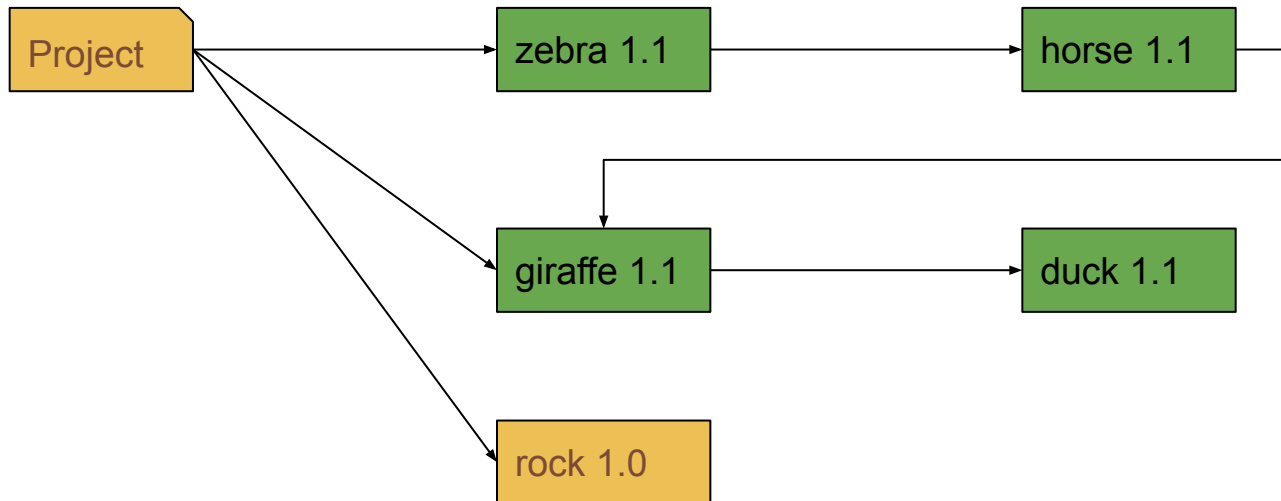 Project
zebra 1.1
horse 1.1
giraffe 1.1
duck 1.1
rock 1.0